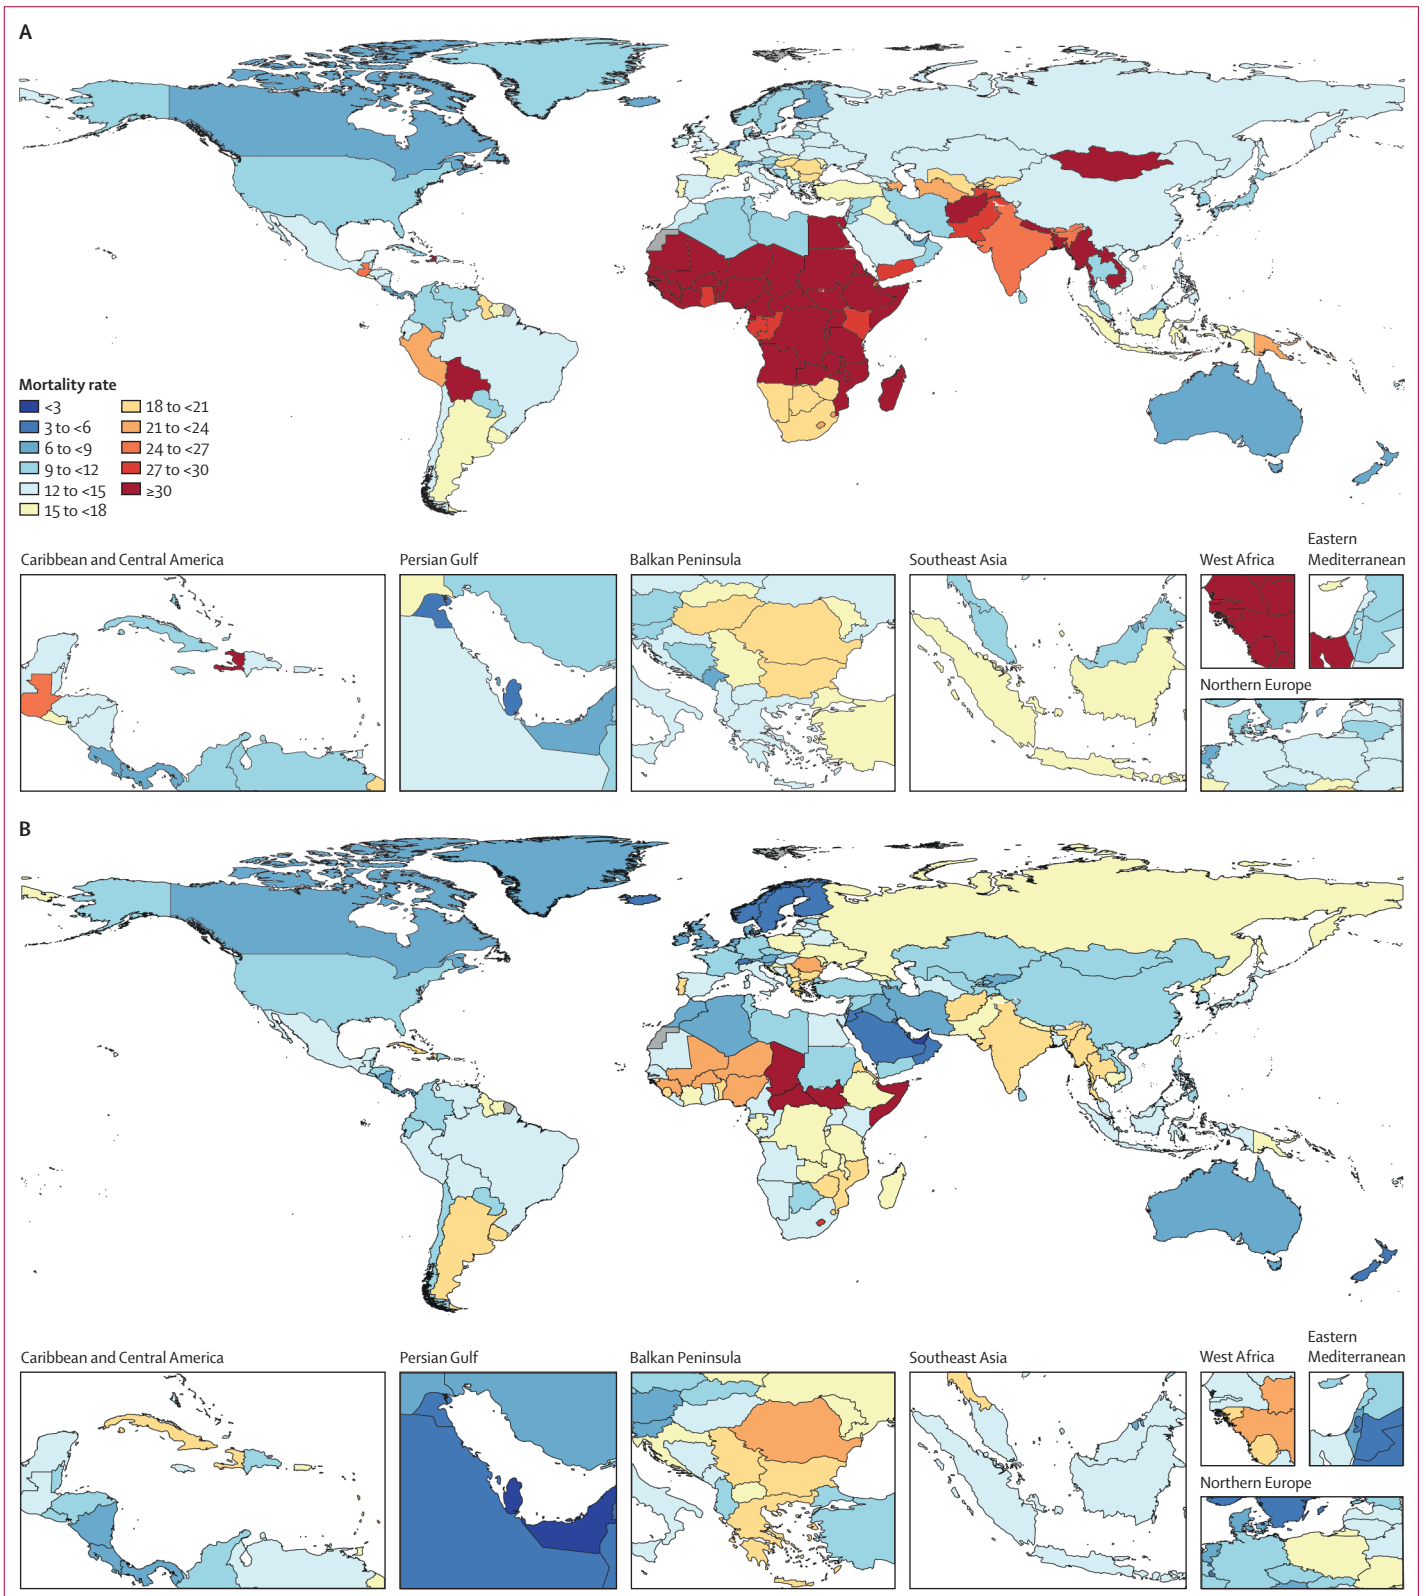 A
Mortality rate
<3
3 to <6
6 to <9
9 to <12
12 to <15
15 to <18
18 to <21
21 to <24
24 to <27
27 to <30
≥30
Caribbean and Central America
Persian Gulf
Balkan Peninsula
Southeast Asia
West Africa
Eastern
Mediterranean
Northern Europe
B
Caribbean and Central America
Persian Gulf
Balkan Peninsula
Southeast Asia
West Africa
Eastern
Mediterranean
Northern Europe